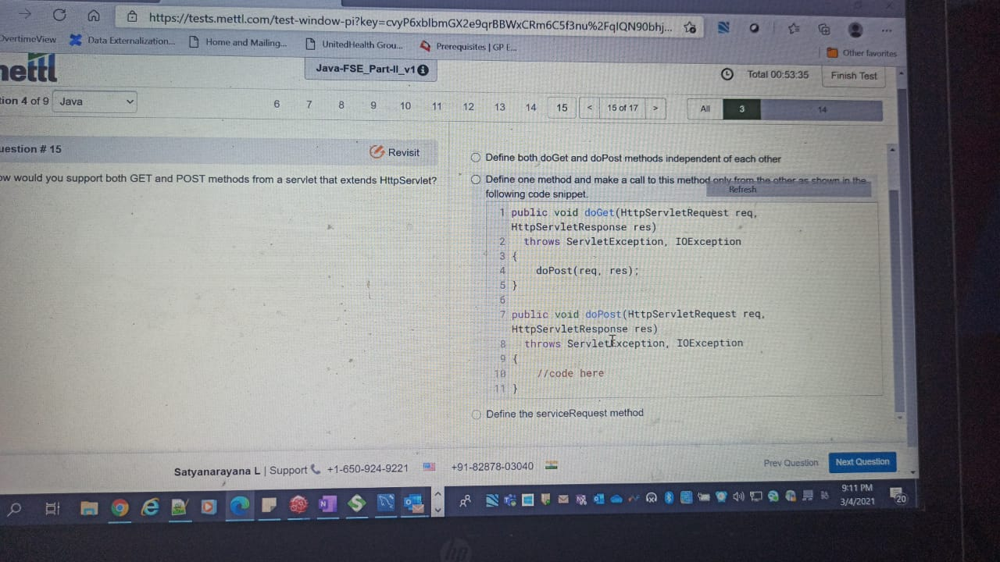 https://tests.mettl.com/test-window-pi?key=cvyP6xbIbmGX2e9qrBBWxCRm6C5f3nu%2FqlQN90bhj...
OvertimeView
Data Externalization...
Home and Mailing...
UnitedHealth Grou...
Prerequisites | GP E...
Other favorites
mettl
Java-FSE_Part-II_v1
Total 00:53:35
Finish Test
tion 4 of 9
Java
6 7 8 9 10 11 12 13 14 15
< 15 of 17 >
All 3 14
uestion # 15
Revisit
ow would you support both GET and POST methods from a servlet that extends HttpServlet?
Define both doGet and doPost methods independent of each other
Define one method and make a call to this method only from the other as shown in the
Refresh
following code snippet.
1 public void doGet(HttpServletRequest req,
HttpServletResponse res)
2 throws ServletException, IOException
3 {
4 doPost(req, res);
5 }
6
7 public void doPost(HttpServletRequest req,
HttpServletResponse res)
8 throws ServletException, IOException
9 {
10 //code here
11 }
Define the serviceRequest method
Satyanarayana L | Support +1-650-924-9221 +91-82878-03040
Prev Question
Next Question
9:11 PM
3/4/2021
20
hp